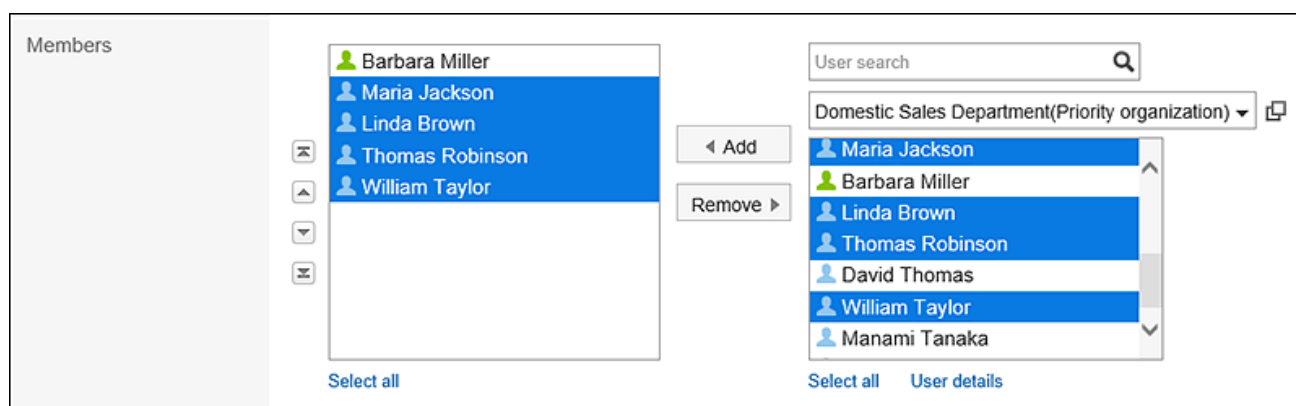 Members
Barbara Miller
Maria Jackson
Linda Brown
Thomas Robinson
William Taylor
Select all
Add
Remove
User search
Domestic Sales Department(Priority organization)
Maria Jackson
Barbara Miller
Linda Brown
Thomas Robinson
David Thomas
William Taylor
Manami Tanaka
Select all User details